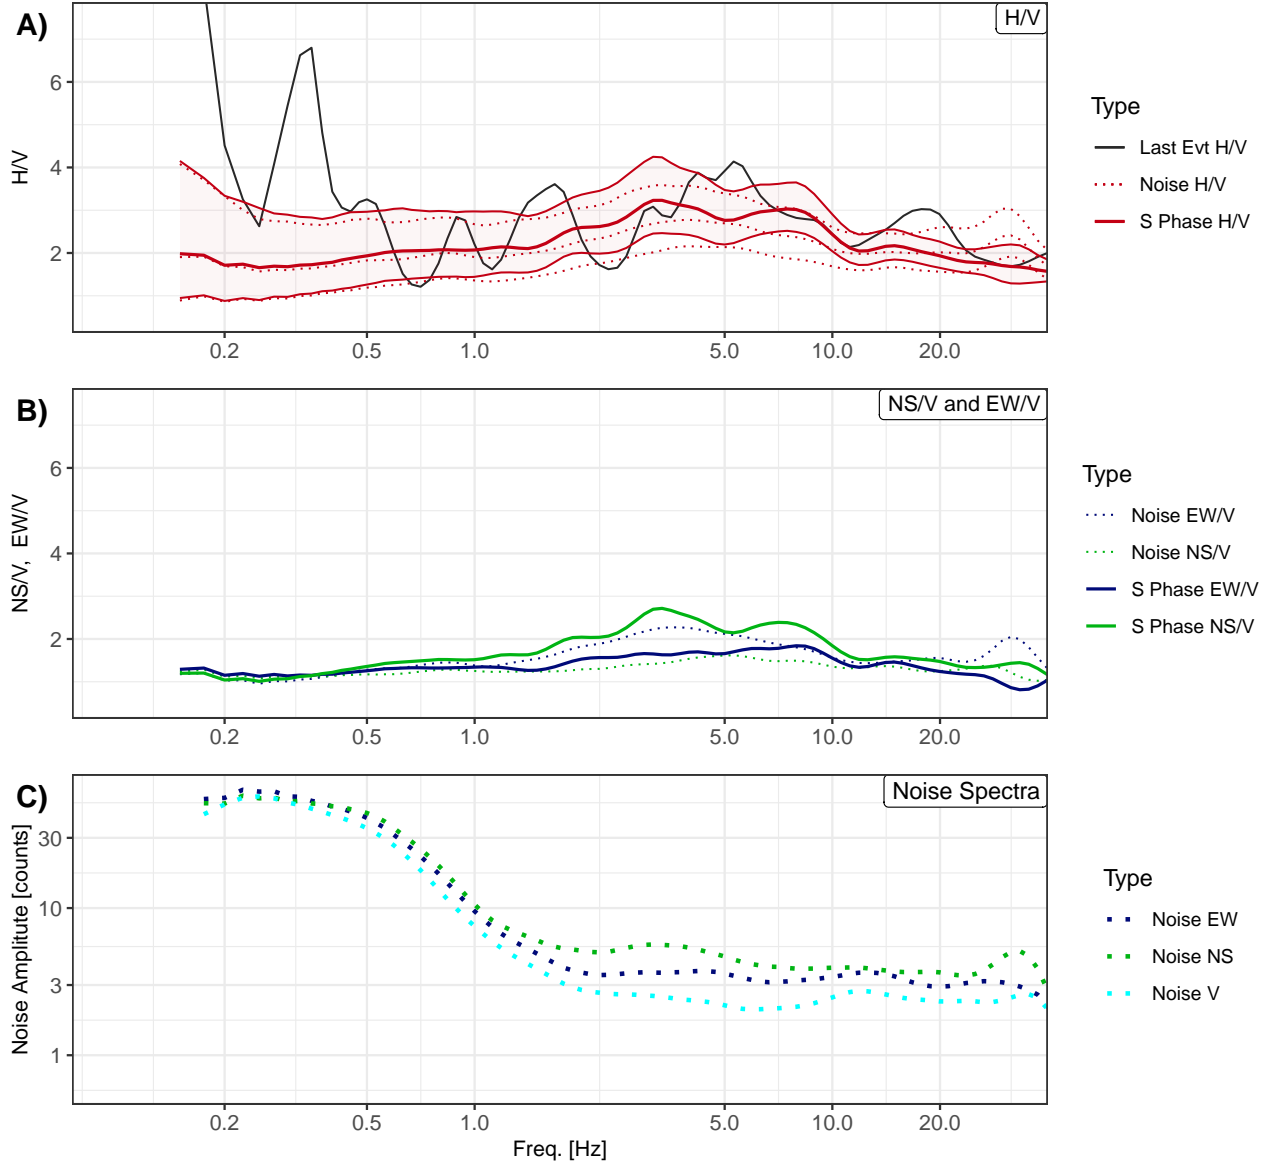 A)
H/V
H/V
6
4
2
0.2 0.5 1.0 5.0 10.0 20.0
Type
Last Evt H/V
Noise H/V
S Phase H/V
B)
NS/V and EW/V
NS/V, EW/V
6
4
2
0.2 0.5 1.0 5.0 10.0 20.0
Type
Noise EW/V
Noise NS/V
S Phase EW/V
S Phase NS/V
C)
Noise Spectra
Noise Amplitute [counts]
30
10
3
1
0.2 0.5 1.0 5.0 10.0 20.0
Freq. [Hz]
Type
Noise EW
Noise NS
Noise V